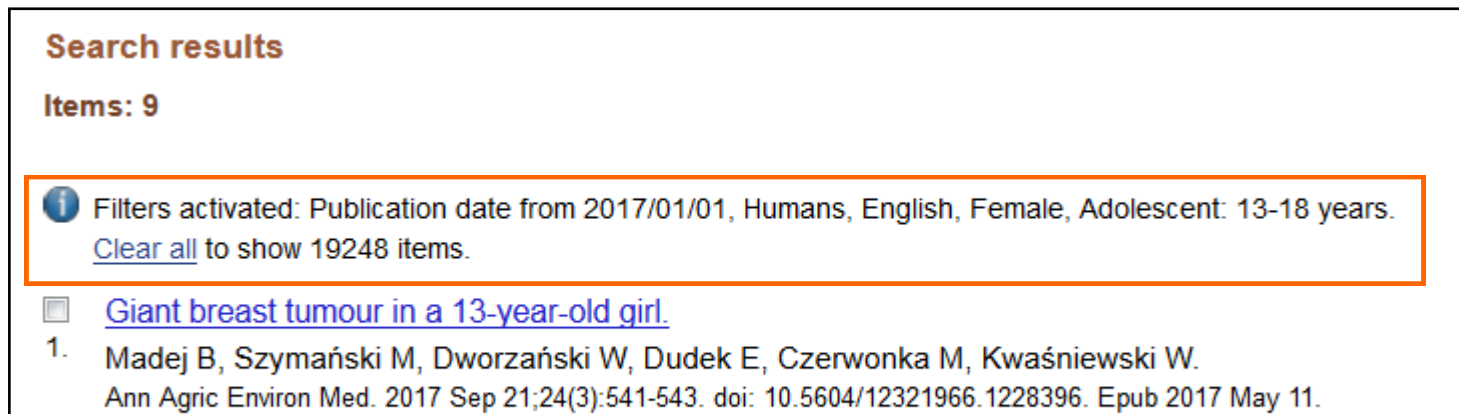 Search results
Items: 9
Filters activated: Publication date from 2017/01/01, Humans, English, Female, Adolescent: 13-18 years.
Clear all to show 19248 items.
Giant breast tumour in a 13-year-old girl.
1.
Madej B, Szymański M, Dworzański W, Dudek E, Czerwonka M, Kwaśniewski W.
Ann Agric Environ Med. 2017 Sep 21;24(3):541-543. doi: 10.5604/12321966.1228396. Epub 2017 May 11.